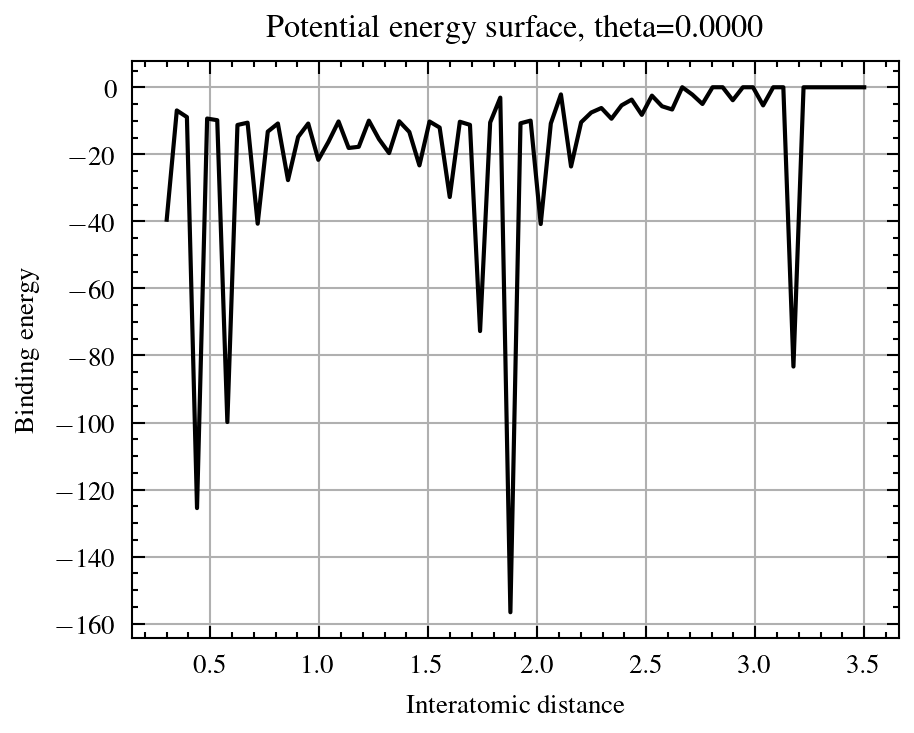 Potential energy surface, theta=0.0000
Binding energy
0
−20
−40
−60
−80
−100
−120
−140
−160
0.5 1.0 1.5 2.0 2.5 3.0 3.5
Interatomic distance